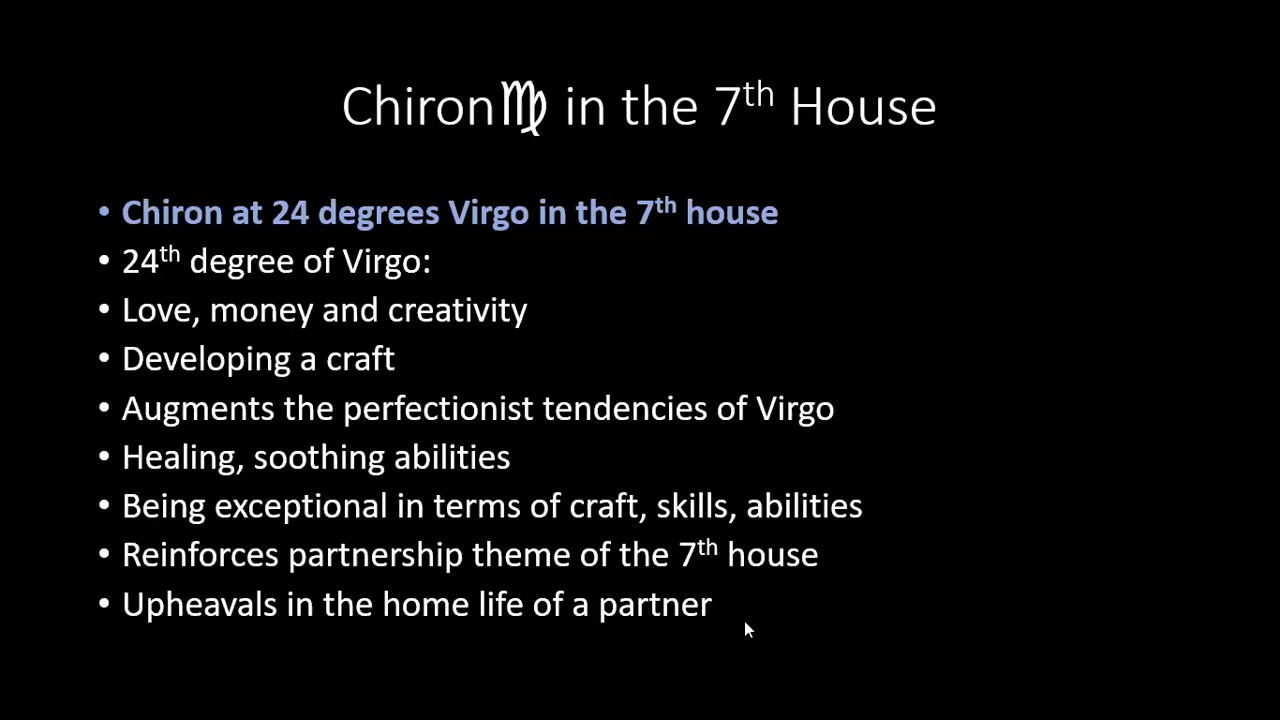 Chiron♍ in the 7th House
• Chiron at 24 degrees Virgo in the 7th house
• 24th degree of Virgo:
• Love, money and creativity
• Developing a craft
• Augments the perfectionist tendencies of Virgo
• Healing, soothing abilities
• Being exceptional in terms of craft, skills, abilities
• Reinforces partnership theme of the 7th house
• Upheavals in the home life of a partner